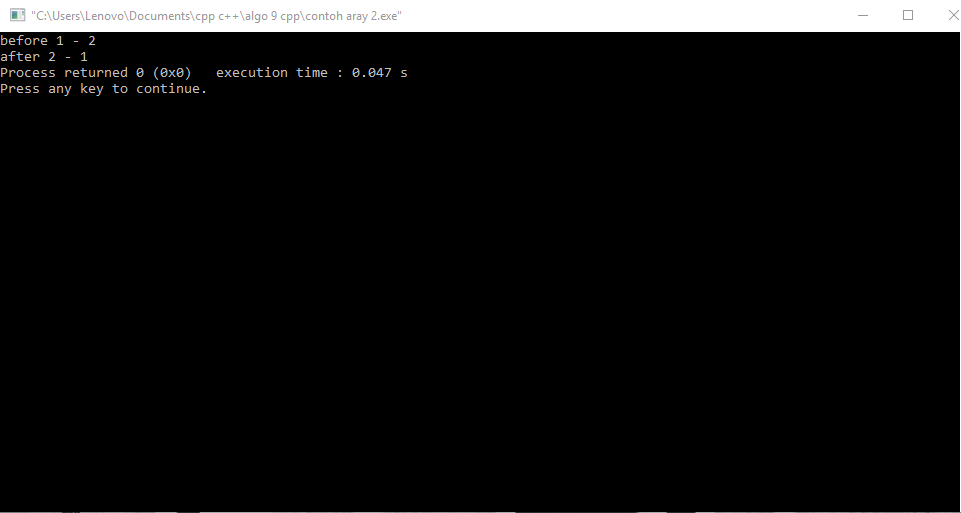 "C:\Users\Lenovo\Documents\cpp c++\algo 9 cpp\contoh aray 2.exe"
before 1 - 2
after 2 - 1
Process returned 0 (0x0)   execution time : 0.047 s
Press any key to continue.